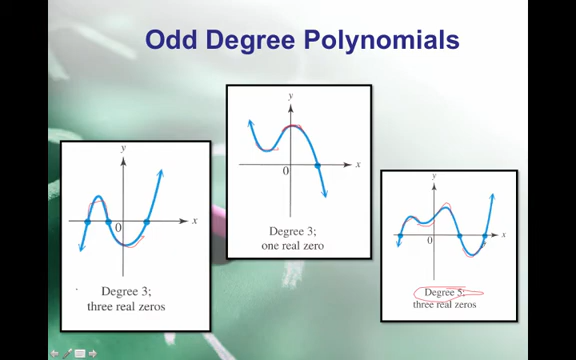 Odd Degree Polynomials
y
x
0
Degree 3;
three real zeros
y
x
0
Degree 3;
one real zero
y
x
0
Degree 5;
three real zeros